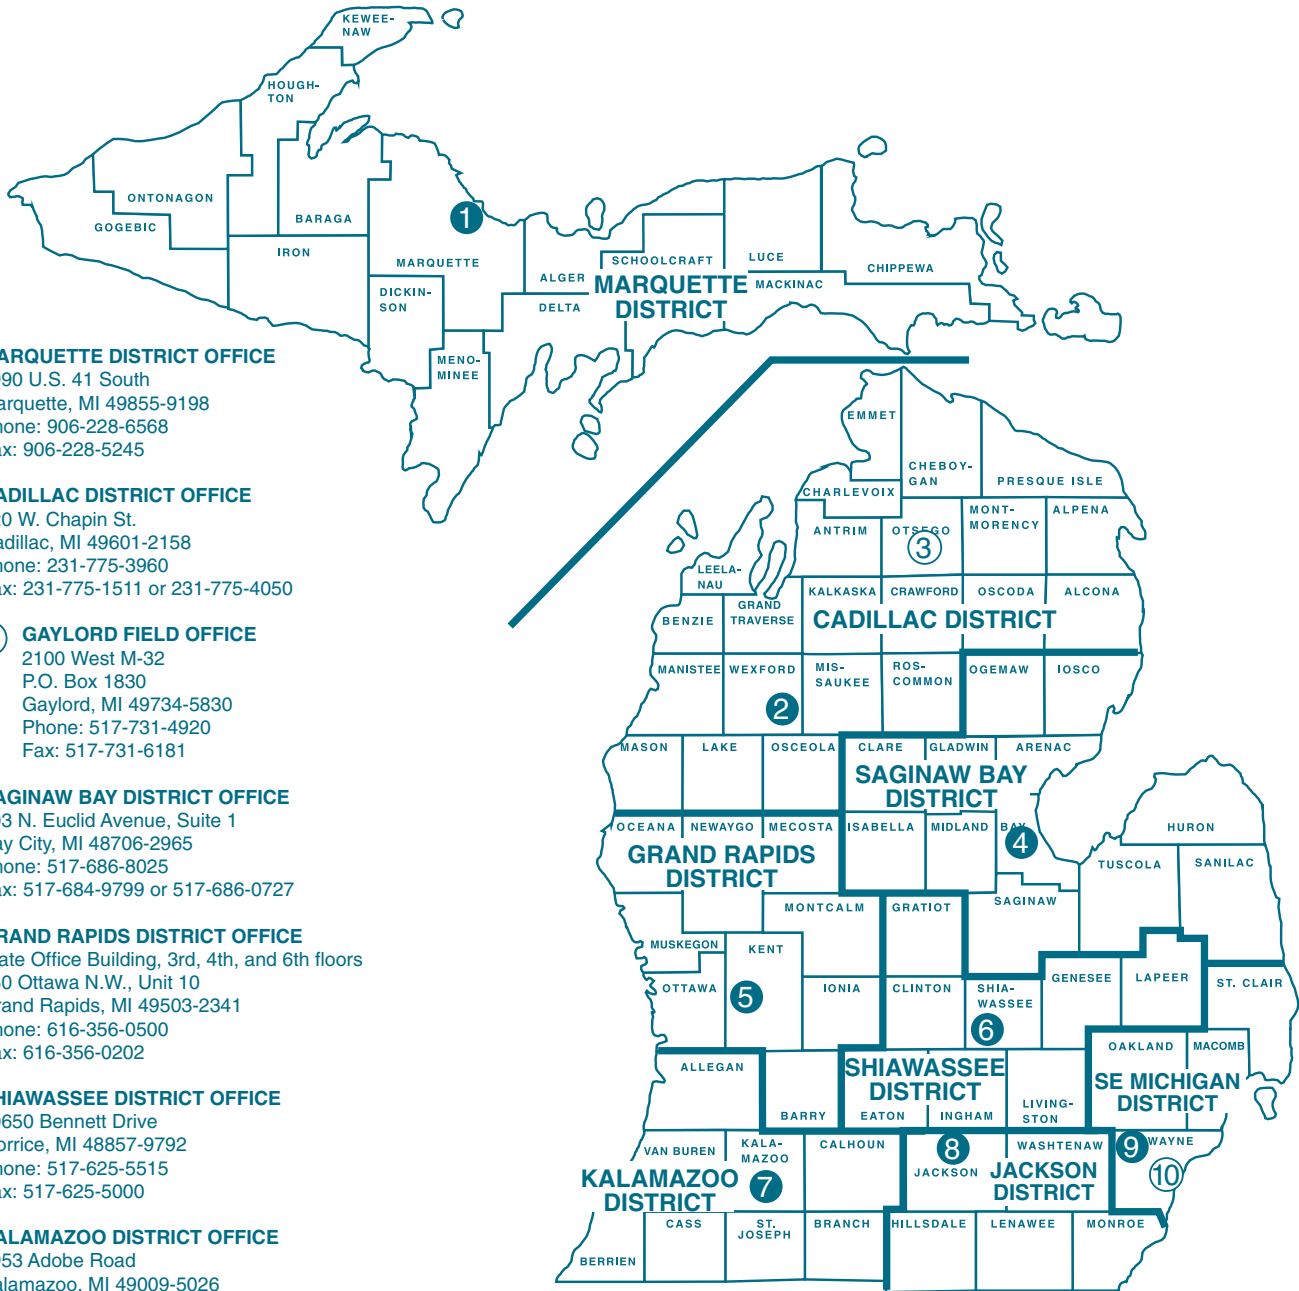 KEWEE-
NAW
HOUGH-
TON
ONTONAGON
GOGEBIC
BARAGA
IRON
1
MARQUETTE
DICKIN-
SON
ALGER
DELTA
SCHOOLCRAFT
LUCE
MACKINAC
CHIPPEWA
MARQUETTE
DISTRICT
MENO-
MINEE
ARQUETTE DISTRICT OFFICE
90 U.S. 41 South
arquette, MI 49855-9198
hone: 906-228-6568
ax: 906-228-5245
ADILLAC DISTRICT OFFICE
0 W. Chapin St.
adillac, MI 49601-2158
hone: 231-775-3960
ax: 231-775-1511 or 231-775-4050
GAYLORD FIELD OFFICE
2100 West M-32
P.O. Box 1830
Gaylord, MI 49734-5830
Phone: 517-731-4920
Fax: 517-731-6181
AGINAW BAY DISTRICT OFFICE
3 N. Euclid Avenue, Suite 1
ay City, MI 48706-2965
hone: 517-686-8025
ax: 517-684-9799 or 517-686-0727
RAND RAPIDS DISTRICT OFFICE
ate Office Building, 3rd, 4th, and 6th floors
0 Ottawa N.W., Unit 10
rand Rapids, MI 49503-2341
hone: 616-356-0500
ax: 616-356-0202
HIAWASSEE DISTRICT OFFICE
650 Bennett Drive
orrice, MI 48857-9792
hone: 517-625-5515
ax: 517-625-5000
ALAMAZOO DISTRICT OFFICE
953 Adobe Road
alamazoo, MI 49009-5026
EMMET
CHEBOY-
GAN
PRESQUE ISLE
CHARLEVOIX
ANTRIM
OTSEGO
3
MONT-
MORENCY
ALPENA
LEELA-
NAU
BENZIE
GRAND
TRAVERSE
KALKASKA
CRAWFORD
OSCODA
ALCONA
CADILLAC DISTRICT
MANISTEE
WEXFORD
2
MIS-
SAUKEE
ROS-
COMMON
OGEMAW
IOSCO
MASON
LAKE
OSCEOLA
CLARE
GLADWIN
ARENAC
SAGINAW BAY
DISTRICT
OCEANA
NEWAYGO
MECOSTA
ISABELLA
MIDLAND
BAY
4
HURON
TUSCOLA
SANILAC
GRAND RAPIDS
DISTRICT
MONTCALM
GRATIOT
SAGINAW
MUSKEGON
KENT
OTTAWA
5
IONIA
CLINTON
SHIA-
WASSEE
6
GENESEE
LAPEER
ST. CLAIR
ALLEGAN
BARRY
SHIAWASSEE
DISTRICT
EATON
INGHAM
LIVING-
STON
OAKLAND
MACOMB
SE MICHIGAN
DISTRICT
VAN BUREN
KALA-
MAZOO
7
CALHOUN
8
JACKSON
WASHTENAW
JACKSON
DISTRICT
9
WAYNE
10
KALAMAZOO
DISTRICT
BERRIEN
CASS
ST.
JOSEPH
BRANCH
HILLSDALE
LENAWEE
MONROE